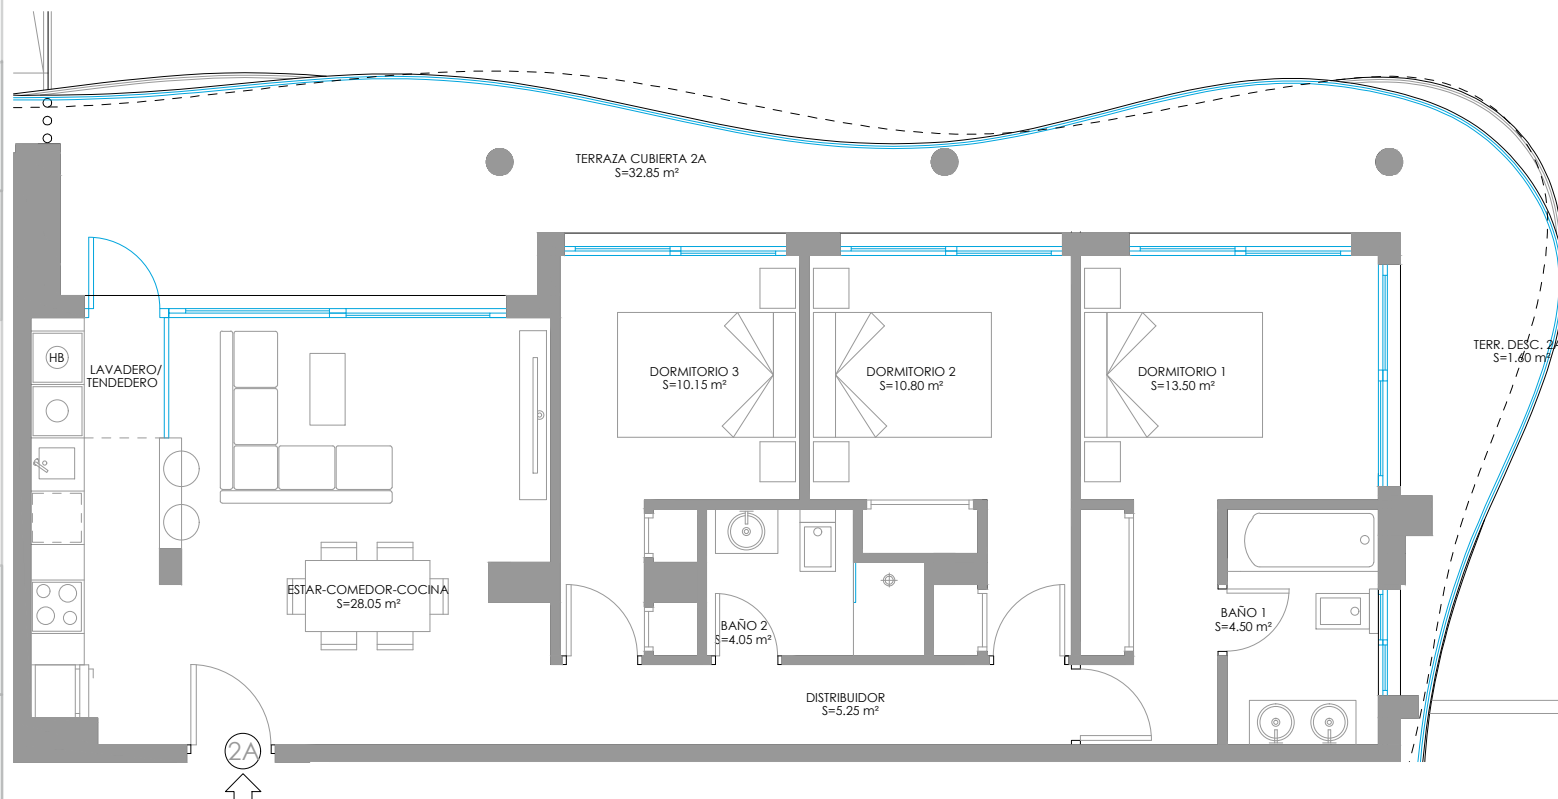 TERRAZA CUBIERTA 2A
S=32.85 m²
HB
LAVADERO/
TENDEDERO
DORMITORIO 3
S=10.15 m²
DORMITORIO 2
S=10.80 m²
DORMITORIO 1
S=13.50 m²
TERR. DESC. 2A
S=1.60 m²
ESTAR-COMEDOR-COCINA
S=28.05 m²
BAÑO 2
S=4.05 m²
BAÑO 1
S=4.50 m²
DISTRIBUIDOR
S=5.25 m²
2A